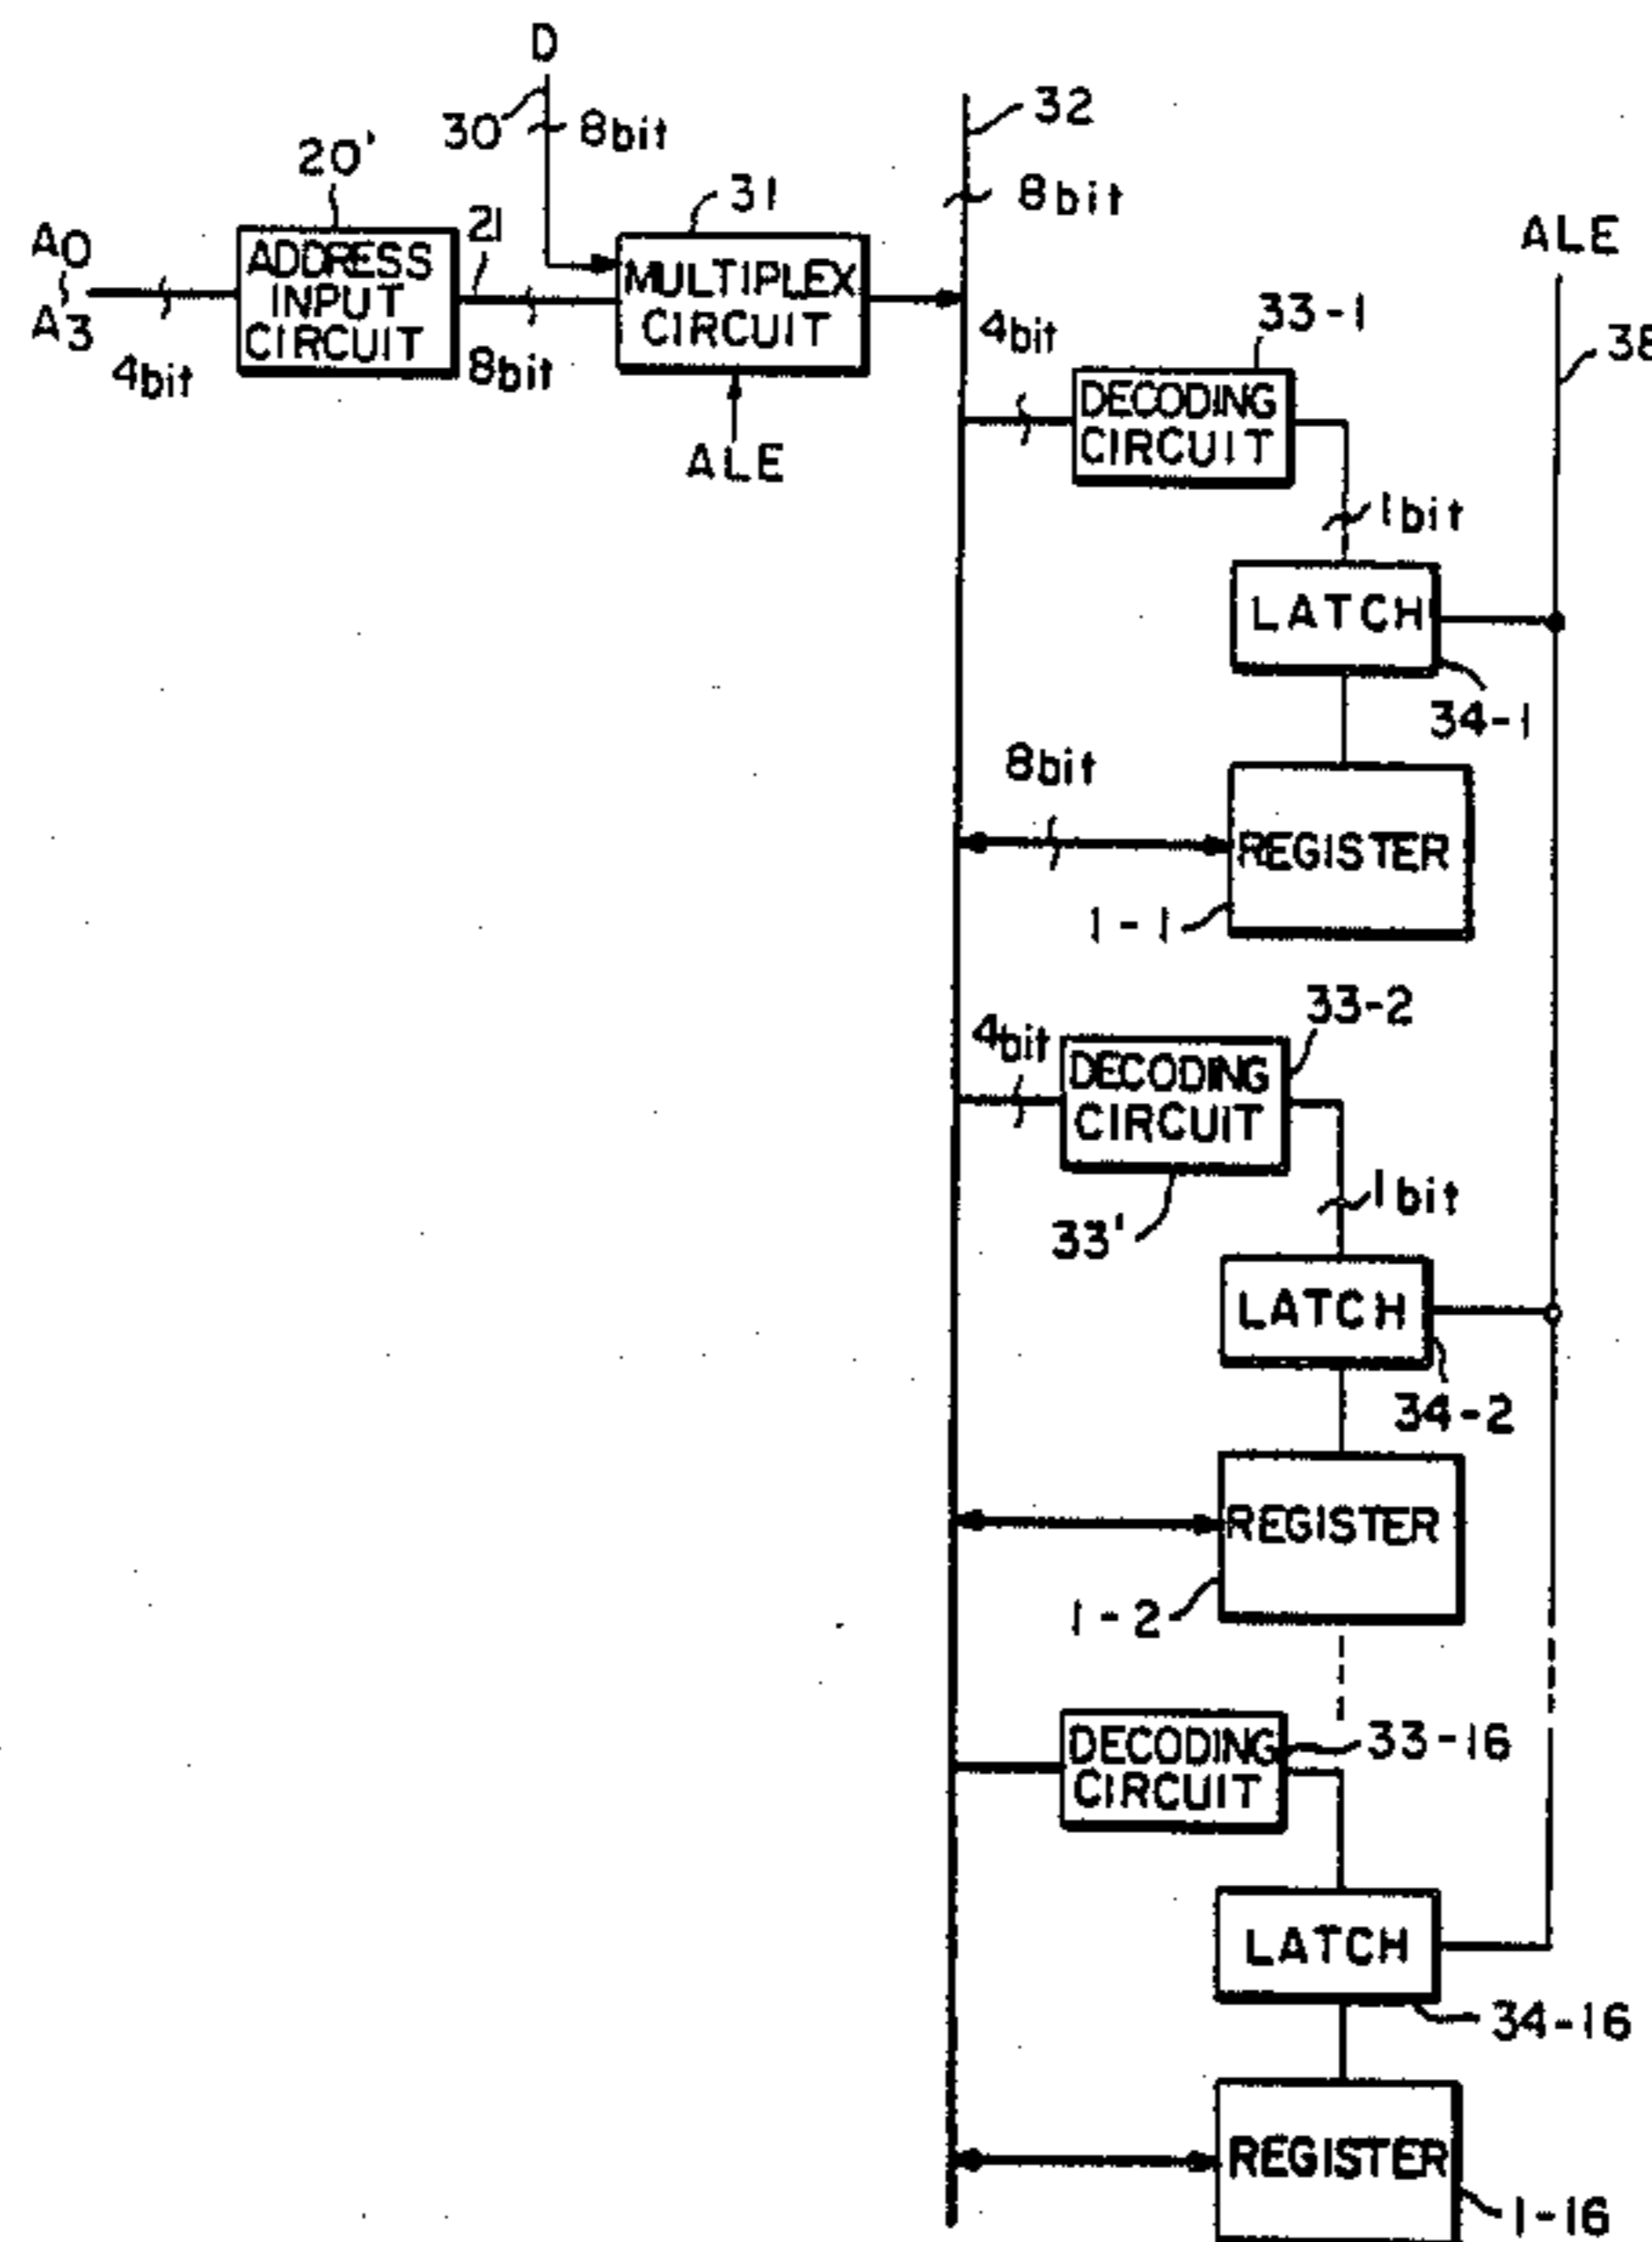 D
30
8bit
32
20'
8bit
31
21
A0
A3
ADDRESS
INPUT
CIRCUIT
MULTIPLEX
CIRCUIT
ALE
4bit
8bit
4bit
33-1
38
ALE
DECODING
CIRCUIT
1bit
LATCH
34-1
8bit
REGISTER
1-1
33-2
4bit
DECODING
CIRCUIT
33'
1bit
LATCH
34-2
REGISTER
1-2
DECODING
CIRCUIT
33-16
LATCH
34-16
REGISTER
1-16